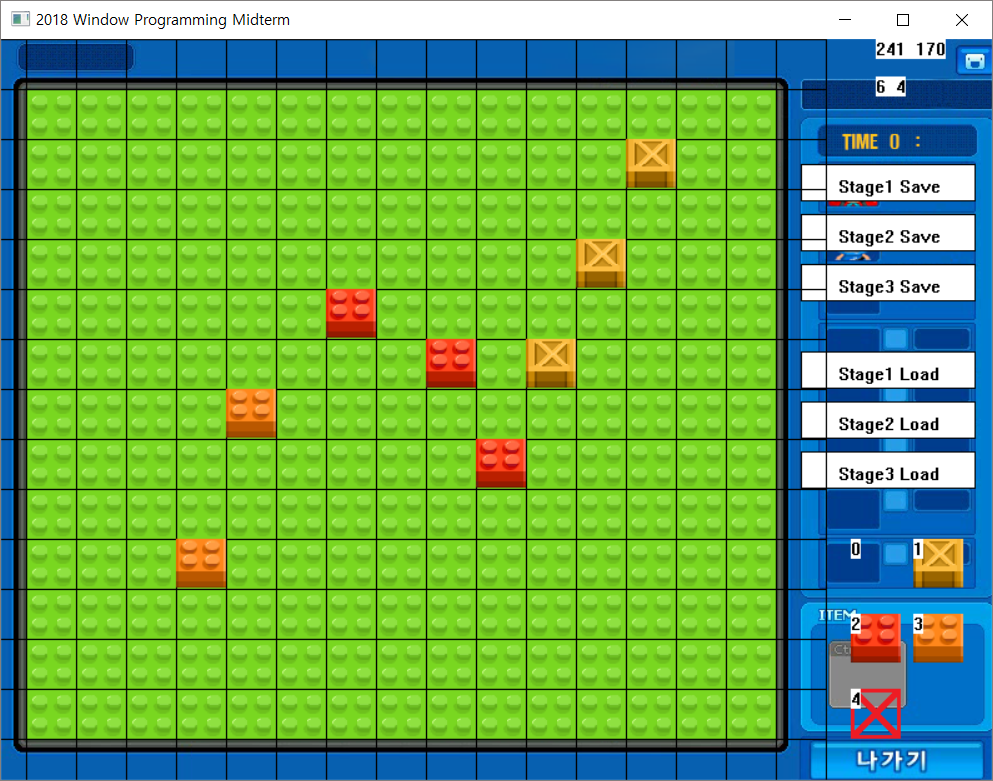 2018 Window Programming Midterm
241 170
6 4
TIME 0 :
Stage1 Save
Stage2 Save
Stage3 Save
Stage1 Load
Stage2 Load
Stage3 Load
0
1
ITEM
2
3
4
나가기